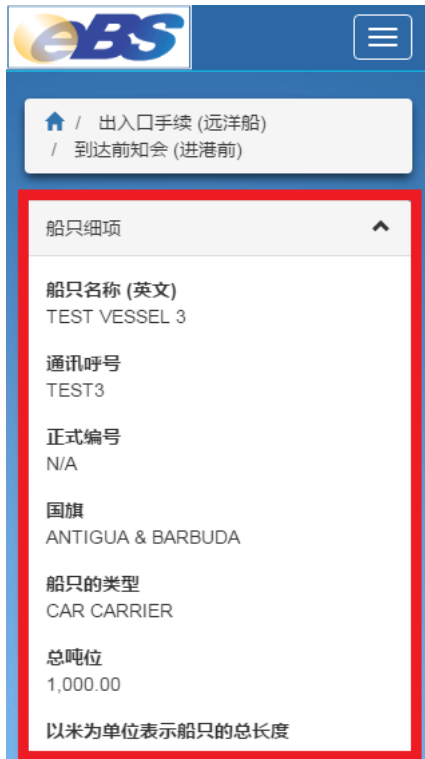 eBS
/ 出入口手续 (远洋船)
/ 到达前知会 (进港前)
船只细项
船只名称 (英文)
TEST VESSEL 3
通讯呼号
TEST3
正式编号
N/A
国旗
ANTIGUA & BARBUDA
船只的类型
CAR CARRIER
总吨位
1,000.00
以米为单位表示船只的总长度